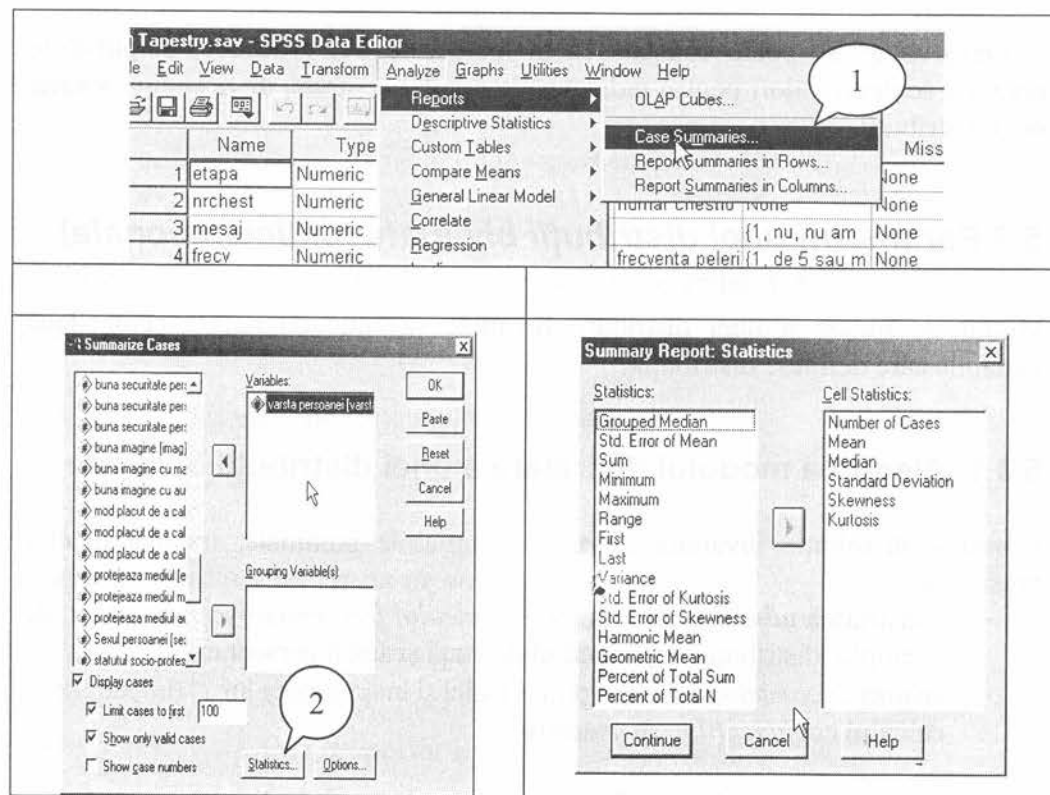 Tapestry.sav - SPSS Data Editor
Edit View Data Transform Analyze Graphs Utilities Window Help
1
Reports
OLAP Cubes...
Descriptive Statistics
Case Summaries...
Name Type
Custom Tables
Report Summaries in Rows...
Miss
1 etapa Numeric
Compare Means
Report Summaries in Columns...
None
2 nrchest Numeric
General Linear Model
numar chestio None None
3 mesaj Numeric
Correlate
{1, nu, nu am None
4 frecv Numeric
Regression
frecventa peleri {1, de 5 sau m None
Summarize Cases
buna securitate per
buna securitate per
buna securitate per
buna imagine [imag
buna imagine cu ma
buna imagine cu au
mod placut de a cal
mod placut de a cal
mod placut de a cal
protejeaza mediul [e
protejeaza mediul m
protejeaza mediul au
Sexul persoanei [se
statutul socio-profes
Variables:
varsta persoanei [varsta
Grouping Variable(s)
OK
Paste
Reset
Cancel
Help
Display cases
Limit cases to first 100
Show only valid cases
Show case numbers
2
Statistics... Options...
Summary Report: Statistics
Statistics:
Grouped Median
Std. Error of Mean
Sum
Minimum
Maximum
Range
First
Last
Variance
Std. Error of Kurtosis
Std. Error of Skewness
Harmonic Mean
Geometric Mean
Percent of Total Sum
Percent of Total N
Cell Statistics:
Number of Cases
Mean
Median
Standard Deviation
Skewness
Kurtosis
Continue Cancel Help